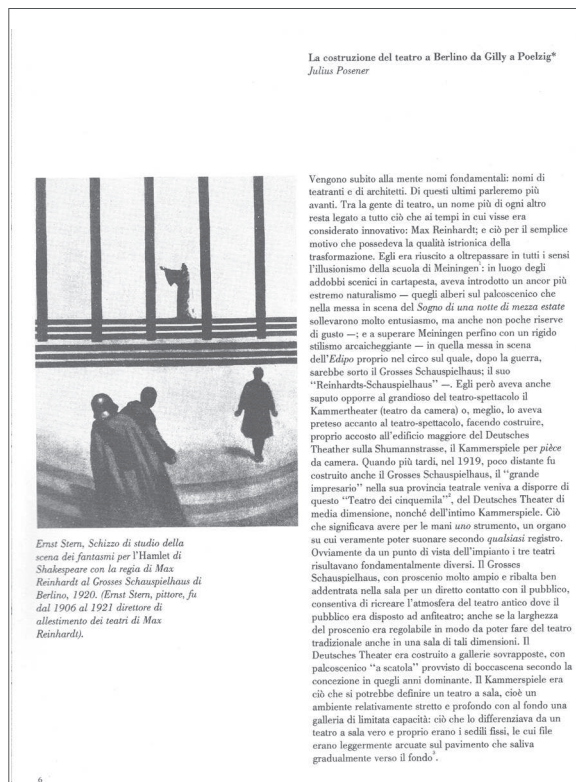 La costruzione del teatro a Berlino da Gilly a Poelzig*
Julius Posener
Vengono subito alla mente nomi fondamentali: nomi di
teatranti e di architetti. Di questi ultimi parleremo più
avanti. Tra la gente di teatro, un nome più di ogni altro
resta legato a tutto ciò che ai tempi in cui visse era
considerato innovativo: Max Reinhardt; e ciò per il semplice
motivo che possedeva la qualità istrionica della
trasformazione. Egli era riuscito a oltrepassare in tutti i sensi
l'illusionismo della scuola di Meiningen¹: in luogo degli
addobbi scenici in cartapesta, aveva introdotto un ancor più
estremo naturalismo — quegli alberi sul palcoscenico che
nella messa in scena del Sogno di una notte di mezza estate
sollevarono molto entusiasmo, ma anche non poche riserve
di gusto —; e a superare Meiningen perfino con un rigido
stilismo arcaicheggiante — in quella messa in scena
dell'Edipo proprio nel circo sul quale, dopo la guerra,
sarebbe sorto il Grosses Schauspielhaus; il suo
"Reinhardts-Schauspielhaus" —. Egli però aveva anche
saputo opporre al grandioso del teatro-spettacolo il
Kammertheater (teatro da camera) o, meglio, lo aveva
preteso accanto al teatro-spettacolo, facendo costruire,
proprio accosto all'edificio maggiore del Deutsches
Theather sulla Shumannstrasse, il Kammerspiele per pièce
da camera. Quando più tardi, nel 1919, poco distante fu
costruito anche il Grosses Schauspielhaus, il "grande
impresario" nella sua provincia teatrale veniva a disporre di
questo "Teatro dei cinquemila"², del Deutsches Theater di
media dimensione, nonché dell'intimo Kammerspiele. Ciò
che significava avere per le mani uno strumento, un organo
su cui veramente poter suonare secondo qualsiasi registro.
Ovviamente da un punto di vista dell'impianto i tre teatri
risultavano fondamentalmente diversi. Il Grosses
Schauspielhaus, con proscenio molto ampio e ribalta ben
addentrata nella sala per un diretto contatto con il pubblico,
consentiva di ricreare l'atmosfera del teatro antico dove il
pubblico era disposto ad anfiteatro; anche se la larghezza
del proscenio era regolabile in modo da poter fare del teatro
tradizionale anche in una sala di tali dimensioni. Il
Deutsches Theater era costruito a gallerie sovrapposte, con
palcoscenico "a scatola" provvisto di boccascena secondo la
concezione in quegli anni dominante. Il Kammerspiele era
ciò che si potrebbe definire un teatro a sala, cioè un
ambiente relativamente stretto e profondo con al fondo una
galleria di limitata capacità: ciò che lo differenziava da un
teatro a sala vero e proprio erano i sedili fissi, le cui file
erano leggermente arcuate sul pavimento che saliva
gradualmente verso il fondo³.
Ernst Stern, Schizzo di studio della
scena dei fantasmi per l'Hamlet di
Shakespeare con la regia di Max
Reinhardt al Grosses Schauspielhaus di
Berlino, 1920. (Ernst Stern, pittore, fu
dal 1906 al 1921 direttore di
allestimento dei teatri di Max
Reinhardt).
6